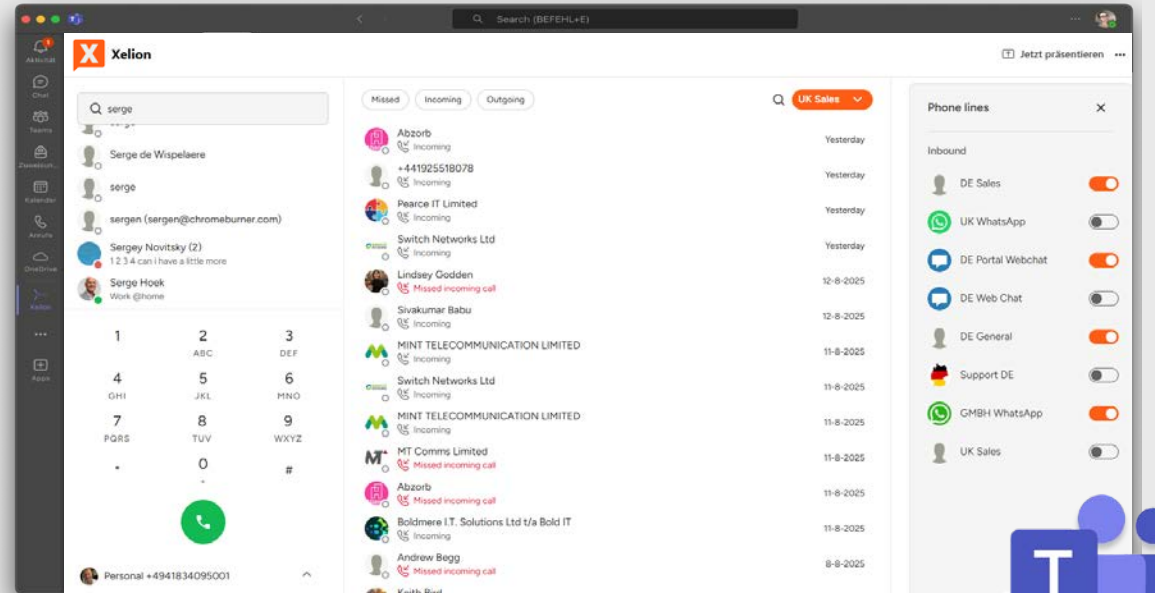 Search (BEFEHL+E)
1
Aktivität
Chat
Teams
Kalender
Anrufe
OneDrive
Xelion
Apps
X Xelion
Jetzt präsentieren
serge
Serge de Wispelaere
serge
sergen (sergen@chromeburner.com)
Sergey Novitsky (2)
1 2 3 4 can i have a little more
Serge Hoek
Work @home
1 2 3
ABC DEF
4 5 6
GHI JKL MNO
7 8 9
PQRS TUV WXYZ
0 #
Personal +4941834095001
Missed Incoming Outgoing
UK Sales
Abzorb Yesterday
Incoming
+441925518078 Yesterday
Incoming
Pearce IT Limited Yesterday
Incoming
Switch Networks Ltd Yesterday
Incoming
Lindsey Godden 12-8-2025
Missed incoming call
Sivakumar Babu 12-8-2025
Incoming
MINT TELECOMMUNICATION LIMITED 11-8-2025
Incoming
Switch Networks Ltd 11-8-2025
Incoming
MINT TELECOMMUNICATION LIMITED 11-8-2025
Incoming
MT MT Comms Limited 11-8-2025
Missed incoming call
Abzorb 11-8-2025
Missed incoming call
Boldmere I.T. Solutions Ltd t/a Bold IT 11-8-2025
Incoming
Andrew Begg 8-8-2025
Missed incoming call
Keith Bird
Phone lines
Inbound
DE Sales
UK WhatsApp
DE Portal Webchat
DE Web Chat
DE General
Support DE
GMBH WhatsApp
UK Sales
T